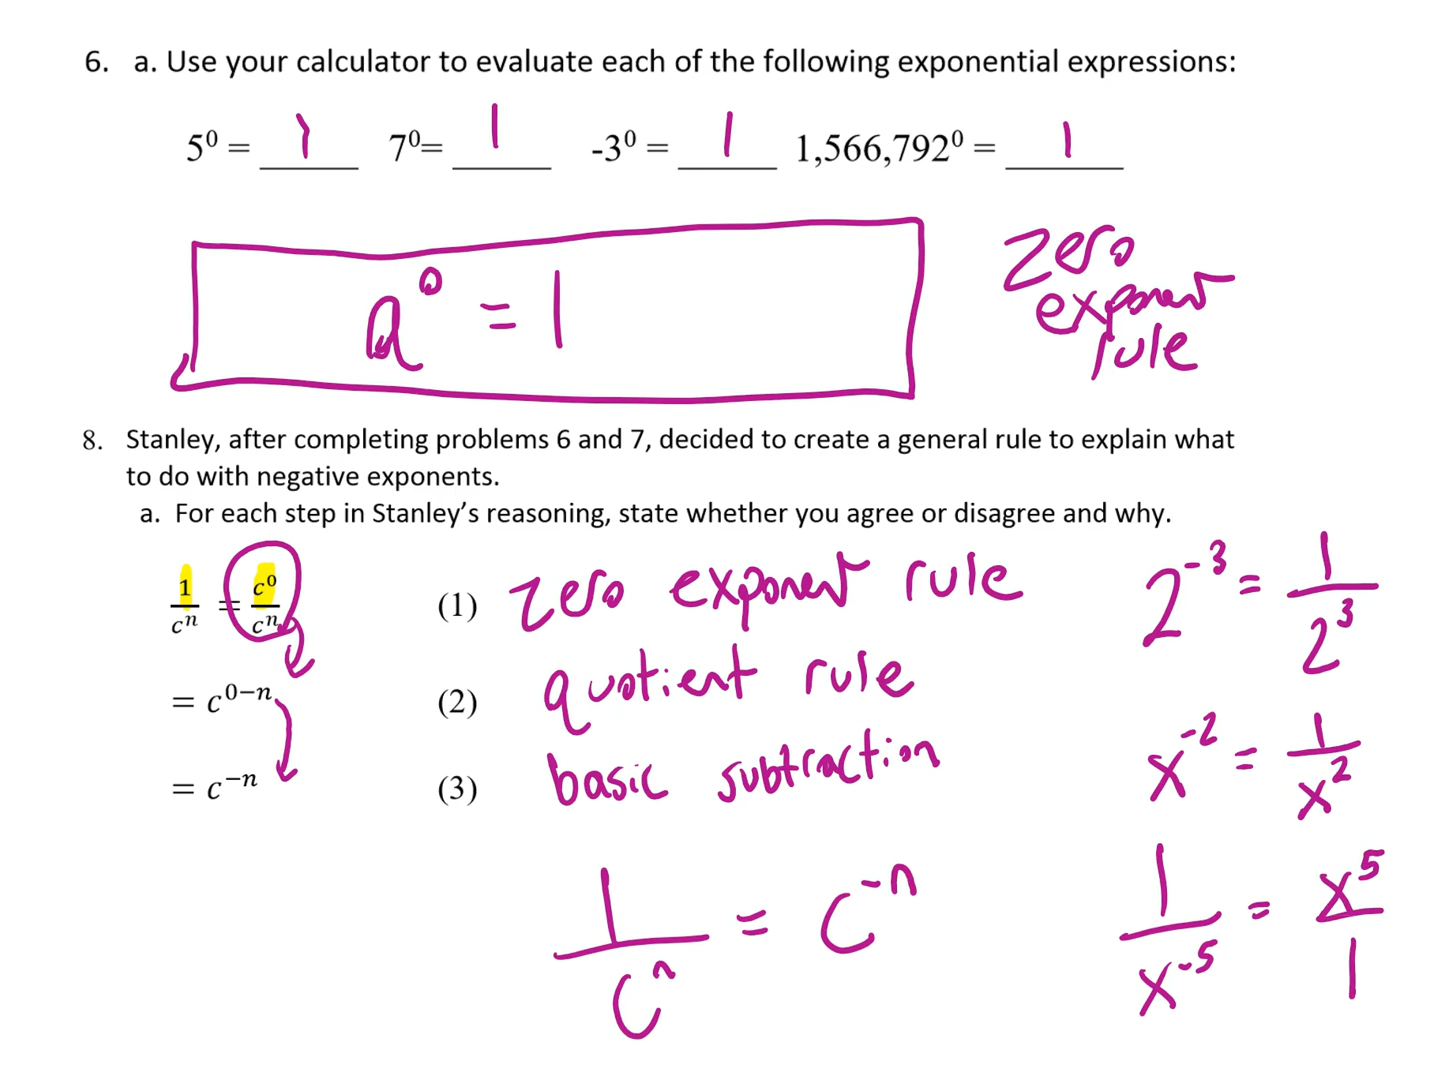 6. a. Use your calculator to evaluate each of the following exponential expressions:
5⁰ = 1 7⁰= 1 -3⁰ = 1 1,566,792⁰ = 1
a⁰ = 1
zero
exponent
rule
8. Stanley, after completing problems 6 and 7, decided to create a general rule to explain what
to do with negative exponents.
a. For each step in Stanley's reasoning, state whether you agree or disagree and why.
1/cⁿ = c⁰/cⁿ (1) zero exponent rule
= c⁰⁻ⁿ (2) quotient rule
= c⁻ⁿ (3) basic subtraction
1/cⁿ = c⁻ⁿ
2⁻³ = 1/2³
x⁻² = 1/x²
1/x⁻⁵ = x⁵/1